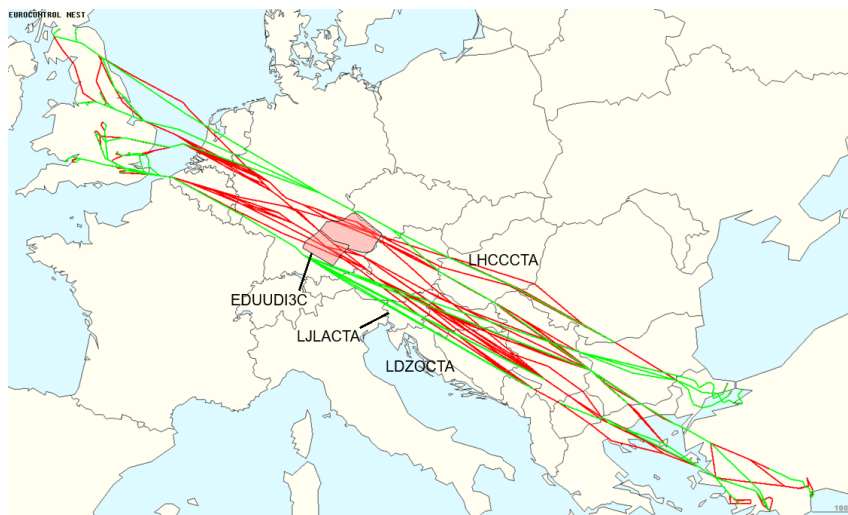 EUROCONTROL NEST
LHCCCTA
EDUUDI3C
LJLACTA
LDZOCTA